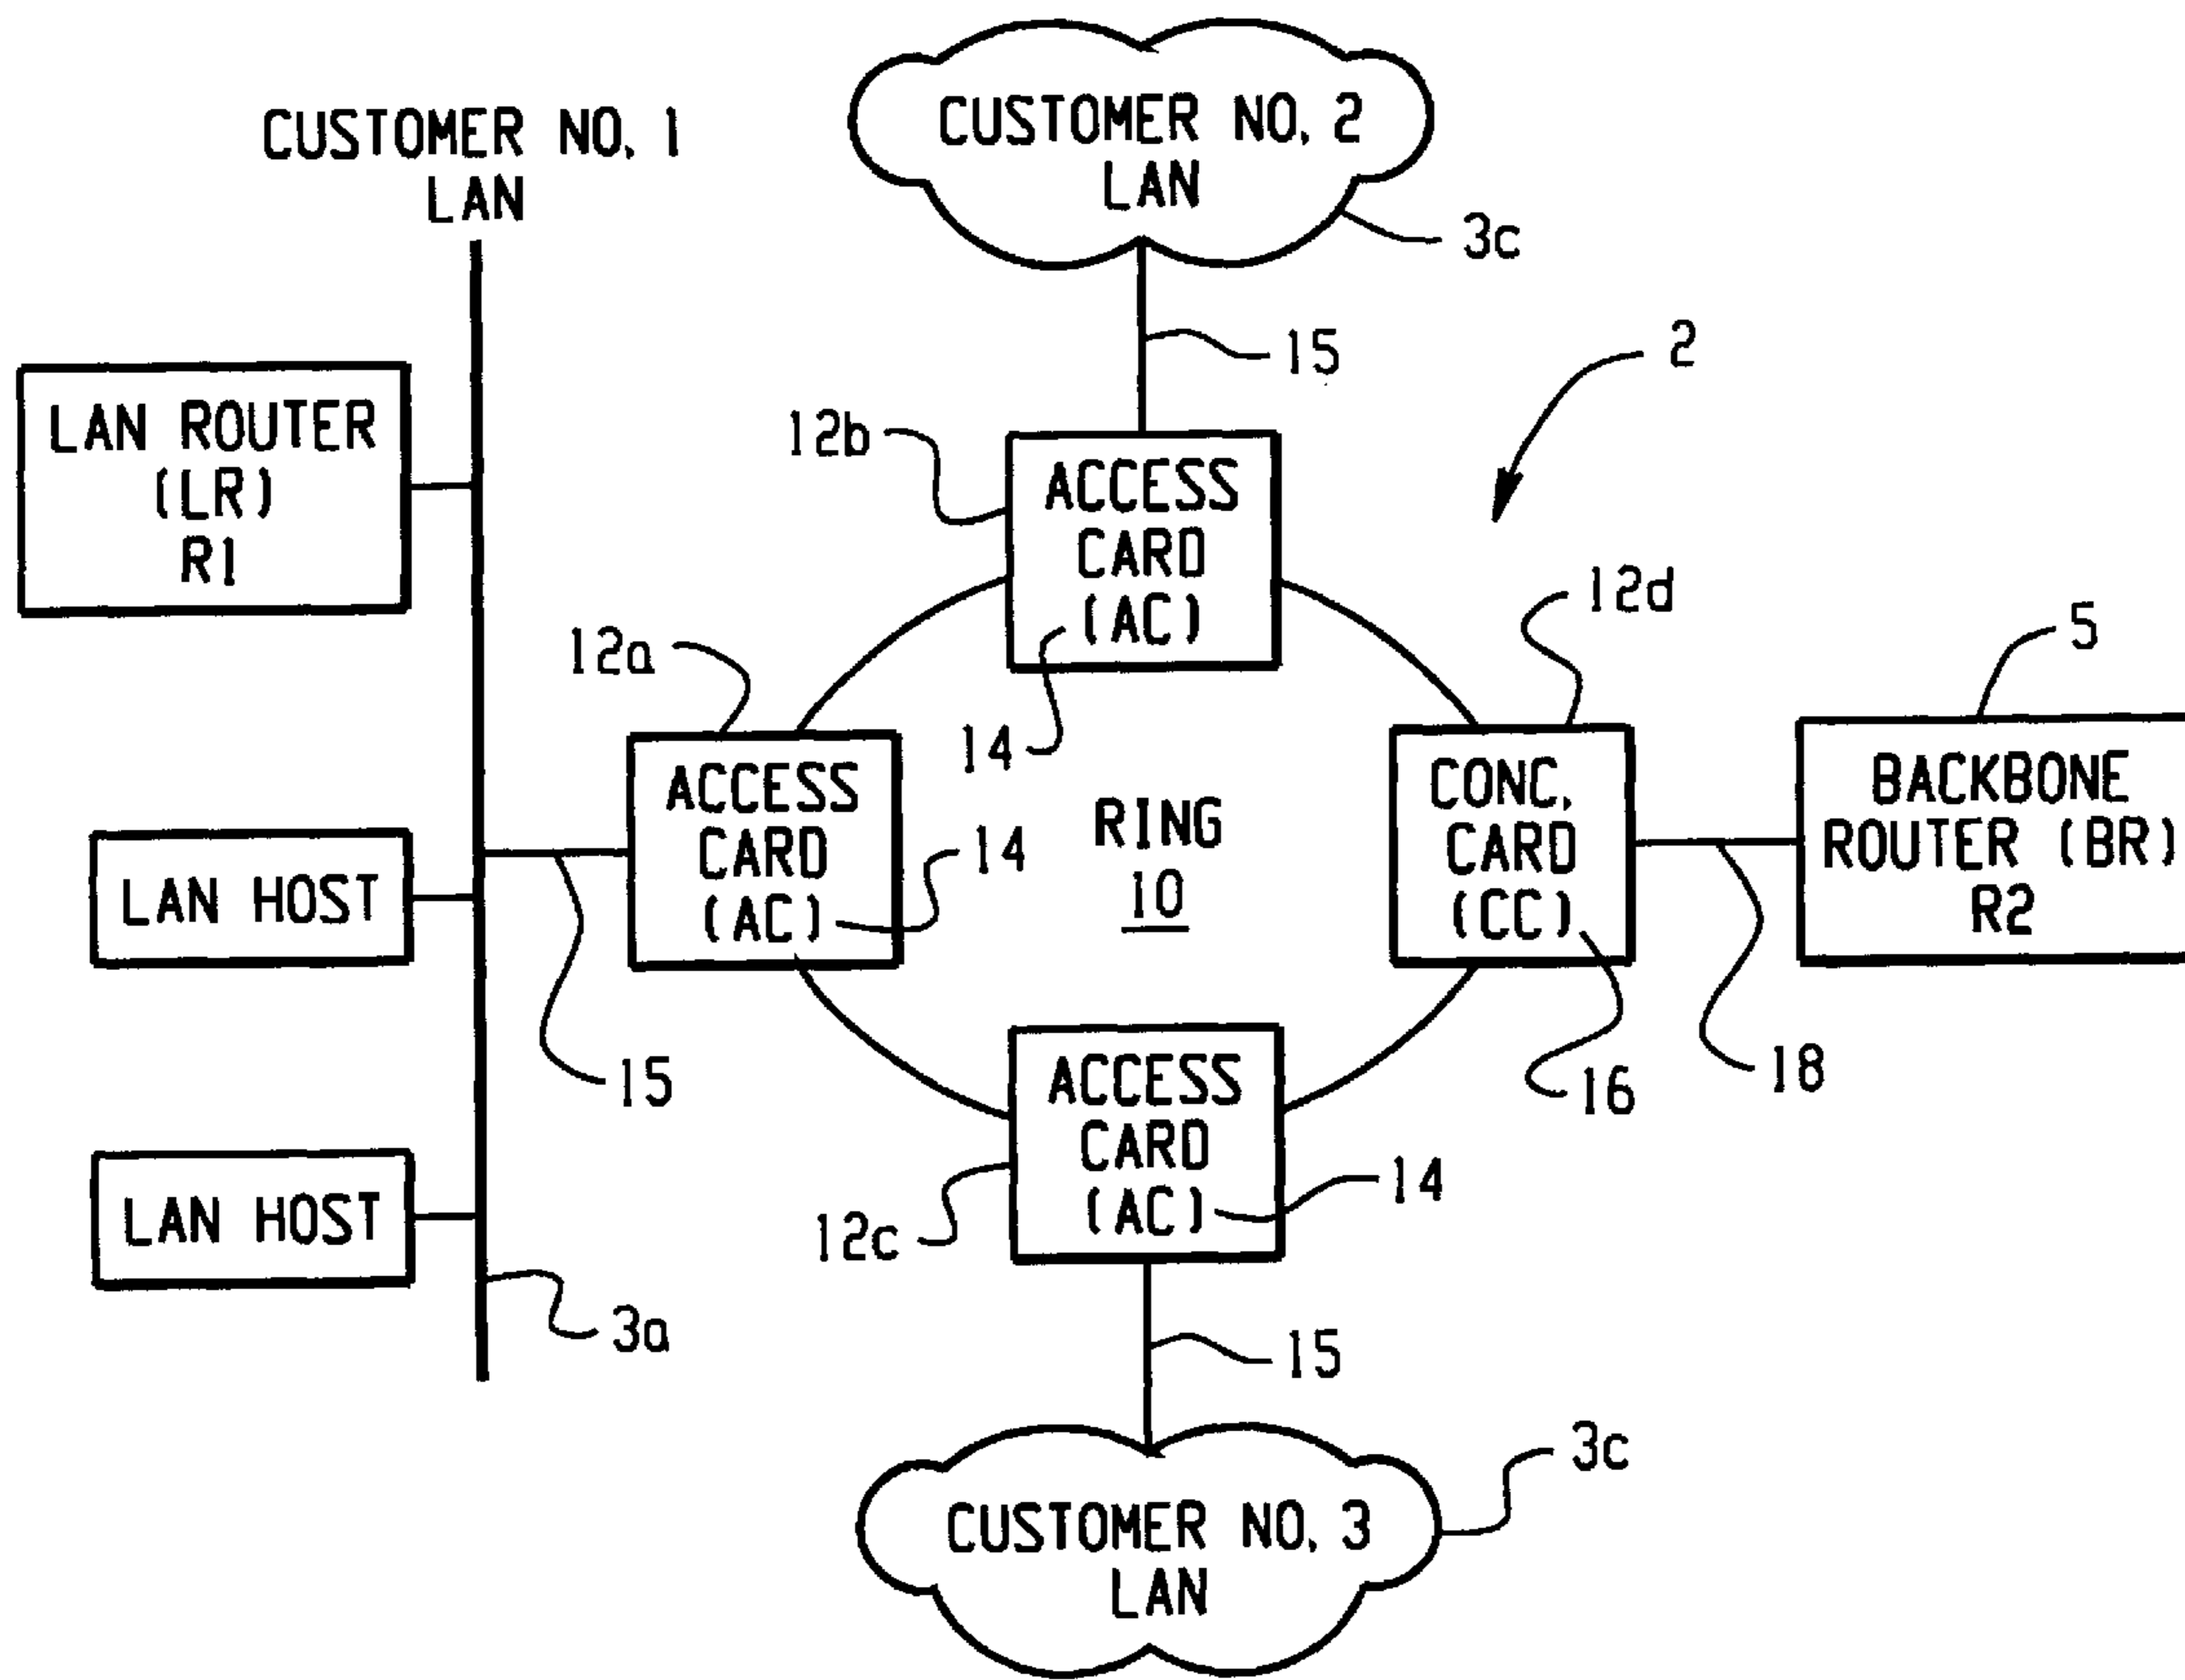 CUSTOMER NO. 1
LAN
CUSTOMER NO. 2
LAN
3c
15
2
LAN ROUTER
(LR)
R1
12b
ACCESS
CARD
(AC)
14
12a
12d
5
ACCESS
CARD
(AC)
14
RING
10
CONC.
CARD
(CC)
BACKBONE
ROUTER (BR)
R2
LAN HOST
15
16
18
ACCESS
CARD
(AC)
14
12c
LAN HOST
3a
15
3c
CUSTOMER NO. 3
LAN